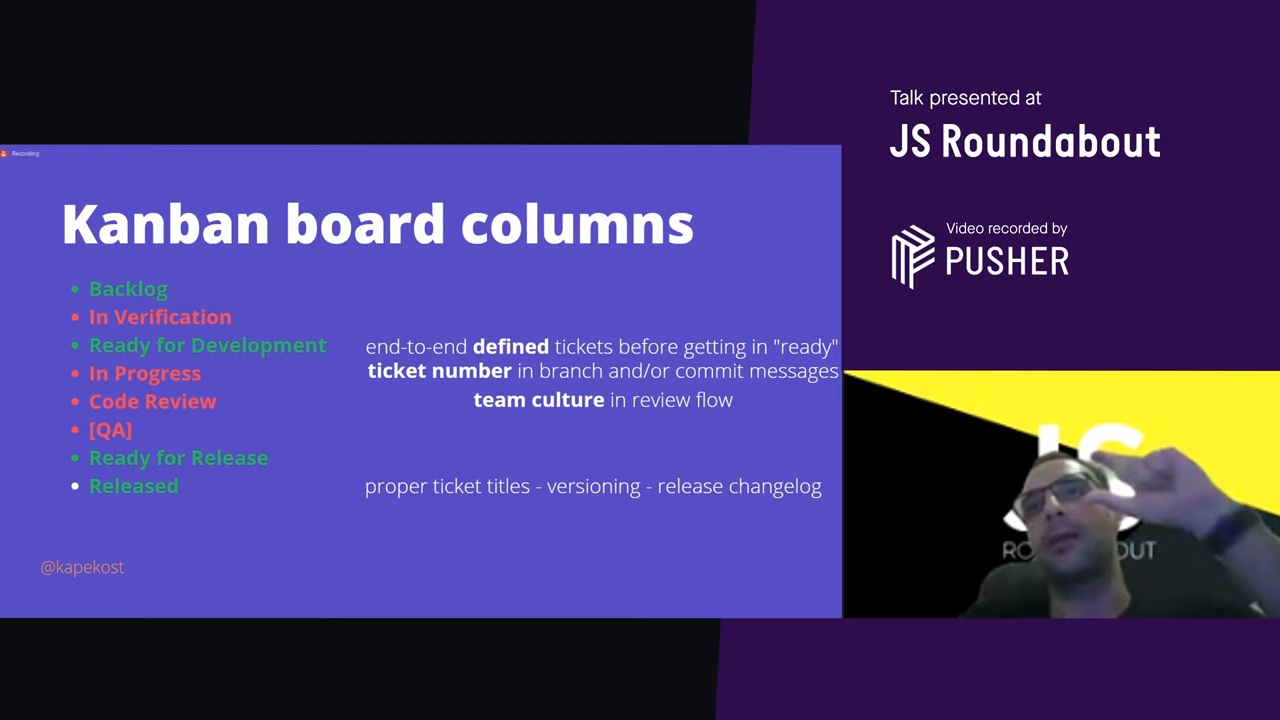 Talk presented at
JS Roundabout
Video recorded by
PUSHER
Recording
Kanban board columns
Backlog
In Verification
Ready for Development
end-to-end defined tickets before getting in "ready"
In Progress
ticket number in branch and/or commit messages
Code Review
team culture in review flow
[QA]
Ready for Release
Released
proper ticket titles - versioning - release changelog
@kapekost
JS